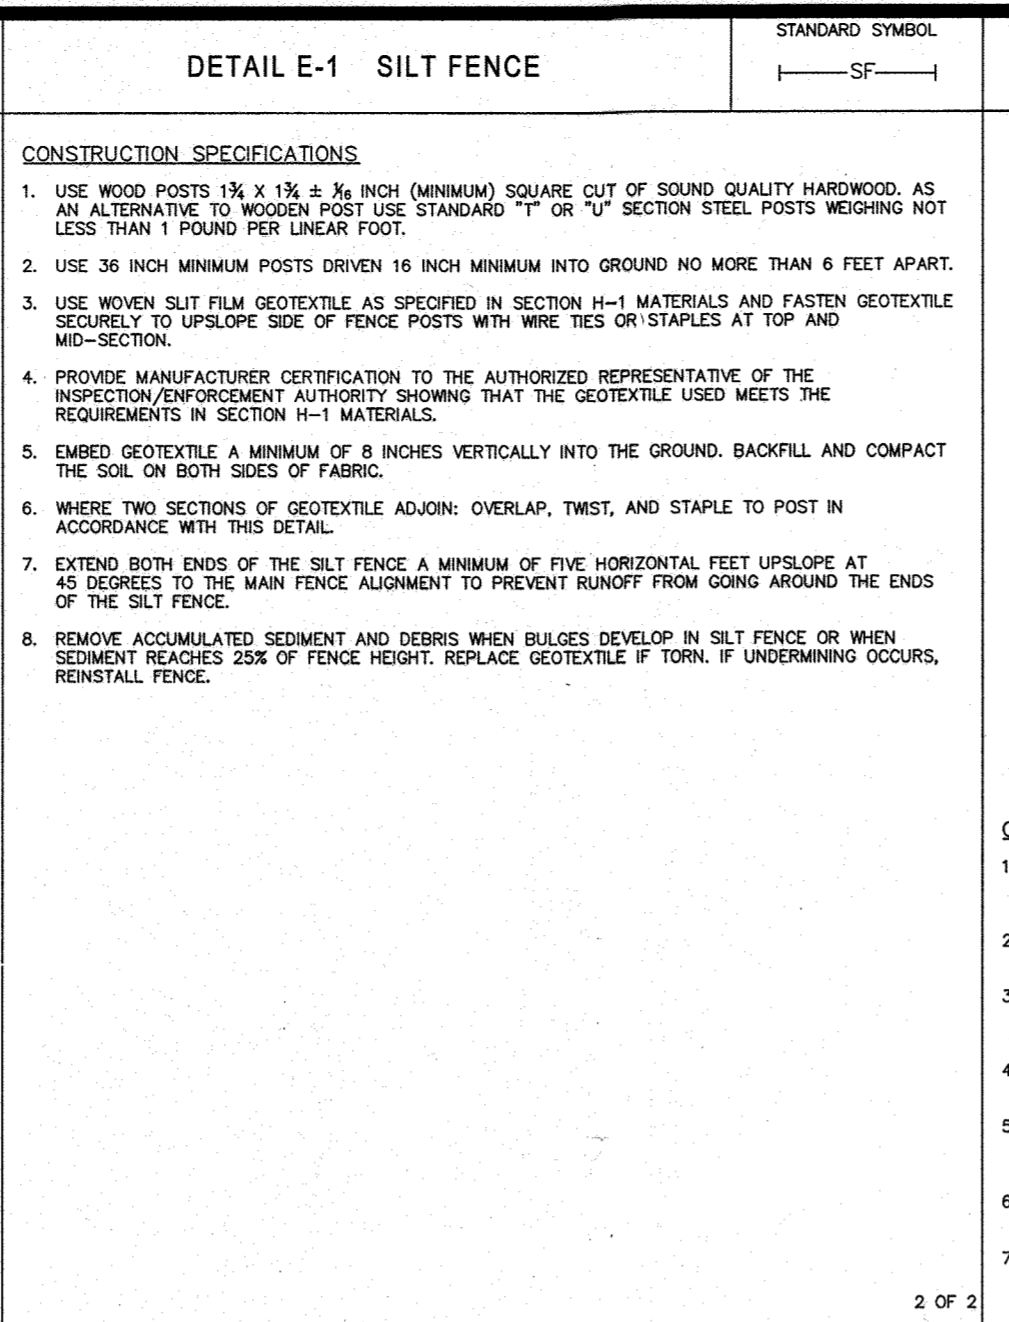 DETAIL E-1 SILT FENCE
STANDARD SYMBOL
SF
CONSTRUCTION SPECIFICATIONS
1. USE WOOD POSTS 1¾ X 1¾ ± 1/16 INCH (MINIMUM) SQUARE CUT OF SOUND QUALITY HARDWOOD. AS
AN ALTERNATIVE TO WOODEN POST USE STANDARD "T" OR "U" SECTION STEEL POSTS WEIGHING NOT
LESS THAN 1 POUND PER LINEAR FOOT.
2. USE 36 INCH MINIMUM POSTS DRIVEN 16 INCH MINIMUM INTO GROUND NO MORE THAN 6 FEET APART.
3. USE WOVEN SLIT FILM GEOTEXTILE AS SPECIFIED IN SECTION H-1 MATERIALS AND FASTEN GEOTEXTILE
SECURELY TO UPSLOPE SIDE OF FENCE POSTS WITH WIRE TIES OR STAPLES AT TOP AND
MID-SECTION.
4. PROVIDE MANUFACTURER CERTIFICATION TO THE AUTHORIZED REPRESENTATIVE OF THE
INSPECTION/ENFORCEMENT AUTHORITY SHOWING THAT THE GEOTEXTILE USED MEETS THE
REQUIREMENTS IN SECTION H-1 MATERIALS.
5. EMBED GEOTEXTILE A MINIMUM OF 8 INCHES VERTICALLY INTO THE GROUND. BACKFILL AND COMPACT
THE SOIL ON BOTH SIDES OF FABRIC.
6. WHERE TWO SECTIONS OF GEOTEXTILE ADJOIN: OVERLAP, TWIST, AND STAPLE TO POST IN
ACCORDANCE WITH THIS DETAIL.
7. EXTEND BOTH ENDS OF THE SILT FENCE A MINIMUM OF FIVE HORIZONTAL FEET UPSLOPE AT
45 DEGREES TO THE MAIN FENCE ALIGNMENT TO PREVENT RUNOFF FROM GOING AROUND THE ENDS
OF THE SILT FENCE.
8. REMOVE ACCUMULATED SEDIMENT AND DEBRIS WHEN BULGES DEVELOP IN SILT FENCE OR WHEN
SEDIMENT REACHES 25% OF FENCE HEIGHT. REPLACE GEOTEXTILE IF TORN. IF UNDERMINING OCCURS,
REINSTALL FENCE.
1
2
3
4
5
6
7
2 OF 2